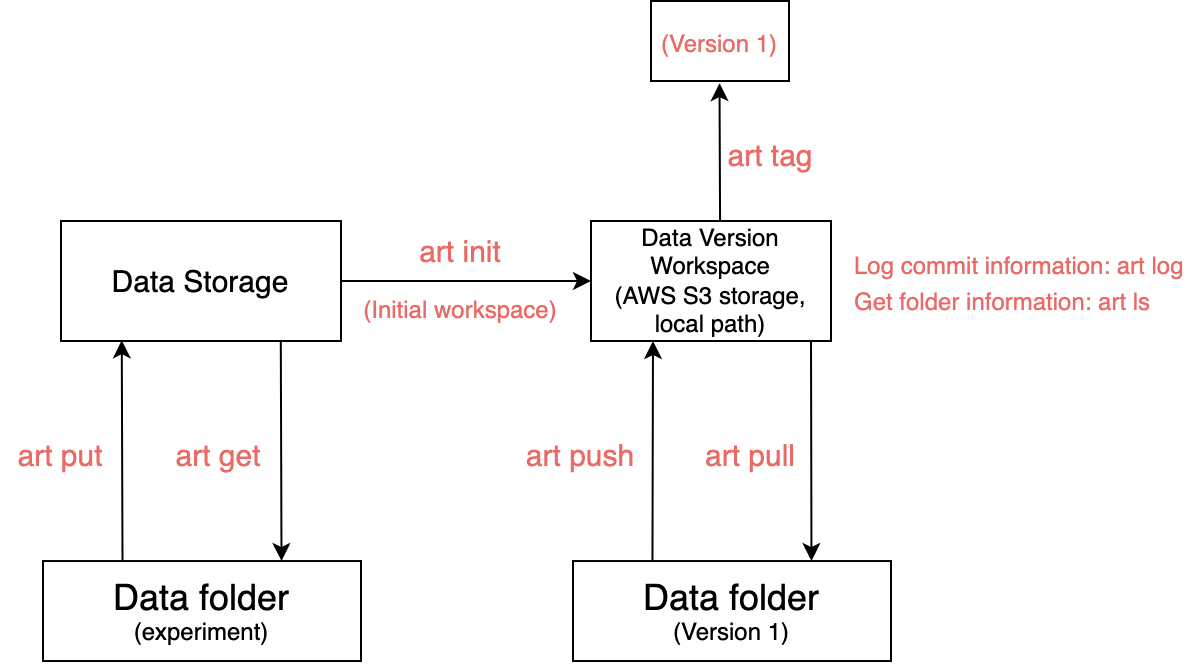 (Version 1)
art tag
Data Storage
art init
(Initial workspace)
Data Version
Workspace
(AWS S3 storage,
local path)
Log commit information: art log
Get folder information: art ls
art put
art get
art push
art pull
Data folder
(experiment)
Data folder
(Version 1)